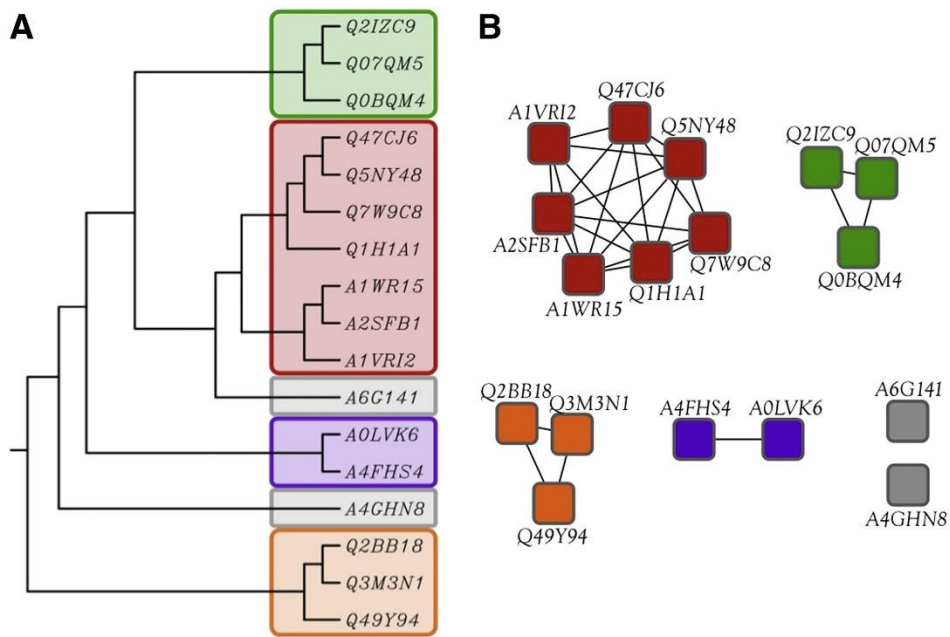 A
Q2IZC9
Q07QM5
Q0BQM4
Q47CJ6
Q5NY48
Q7W9C8
Q1H1A1
A1WR15
A2SFB1
A1VRI2
A6G141
A0LVK6
A4FHS4
A4GHN8
Q2BB18
Q3M3N1
Q49Y94
B
Q47CJ6
A1VRI2
Q5NY48
A2SFB1
Q7W9C8
A1WR15
Q1H1A1
Q2IZC9
Q07QM5
Q0BQM4
Q2BB18
Q3M3N1
Q49Y94
A4FHS4
A0LVK6
A6G141
A4GHN8